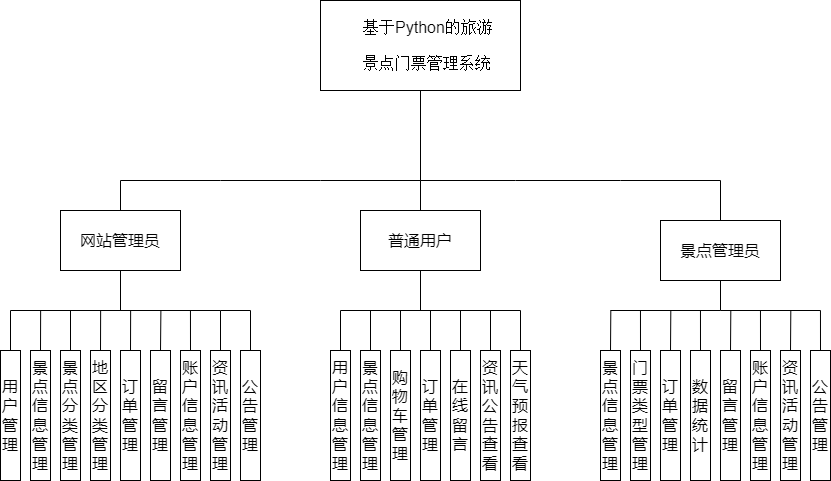 基于Python的旅游
景点门票管理系统
网站管理员
普通用户
景点管理员
用户管理
景点信息管理
景点分类管理
地区分类管理
订单管理
留言管理
账户信息管理
资讯活动管理
公告管理
用户信息管理
景点信息管理
购物车管理
订单管理
在线留言
资讯公告查看
天气预报查看
景点信息管理
门票类型管理
订单管理
数据统计
留言管理
账户信息管理
资讯活动管理
公告管理